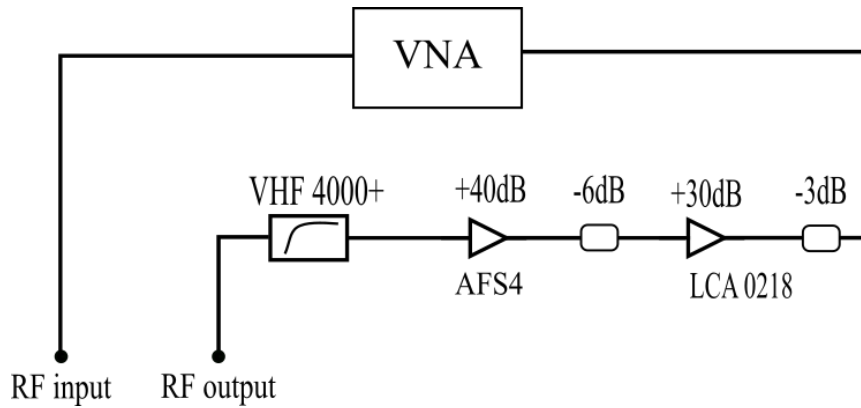 VNA
VHF 4000+
+40dB
-6dB
+30dB
-3dB
AFS4
LCA 0218
RF input
RF output